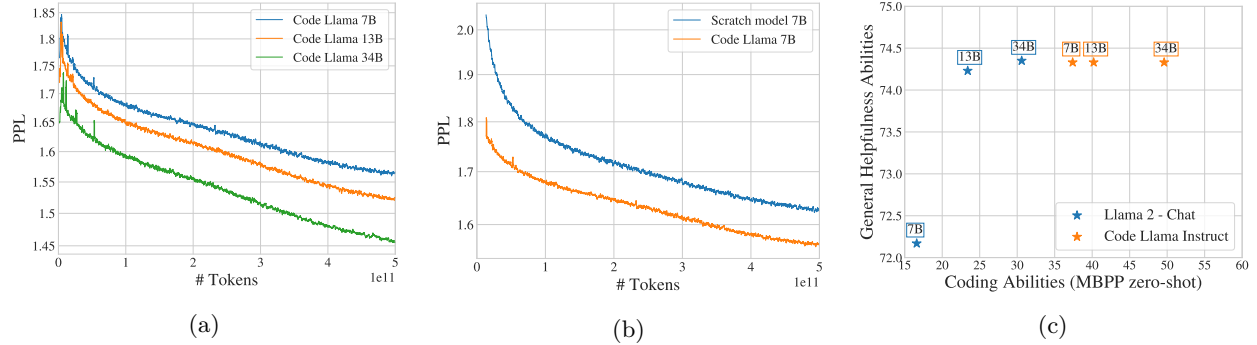 1.85
1.8
1.75
1.7
1.65
1.6
1.55
1.5
1.45
PPL
Code Llama 7B
Code Llama 13B
Code Llama 34B
0
1
2
3
4
5
# Tokens
1e11
(a)
2.0
1.9
1.8
1.7
1.6
PPL
Scratch model 7B
Code Llama 7B
0
1
2
3
4
5
# Tokens
1e11
(b)
75.0
74.5
74.0
73.5
73.0
72.5
72.0
General Helpfulness Abilities
13B
34B
7B
13B
34B
7B
Llama 2 - Chat
Code Llama Instruct
15
20
25
30
35
40
45
50
55
60
Coding Abilities (MBPP zero-shot)
(c)